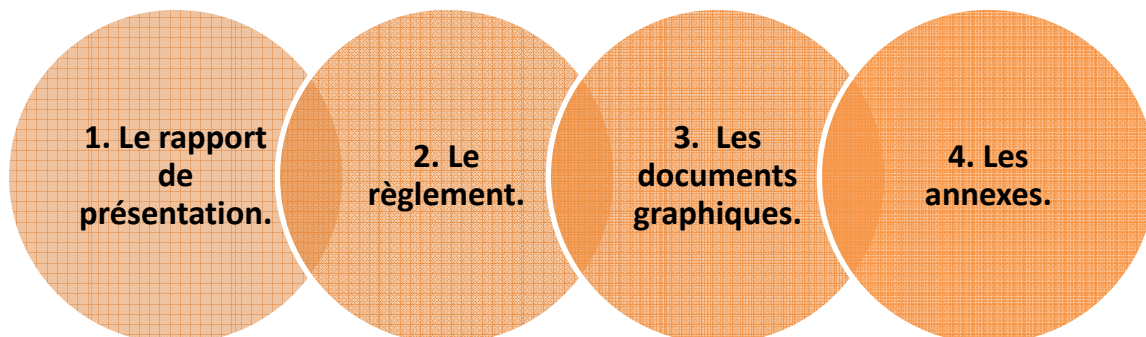 1. Le rapport
de
présentation.
2. Le
règlement.
3. Les
documents
graphiques.
4. Les
annexes.